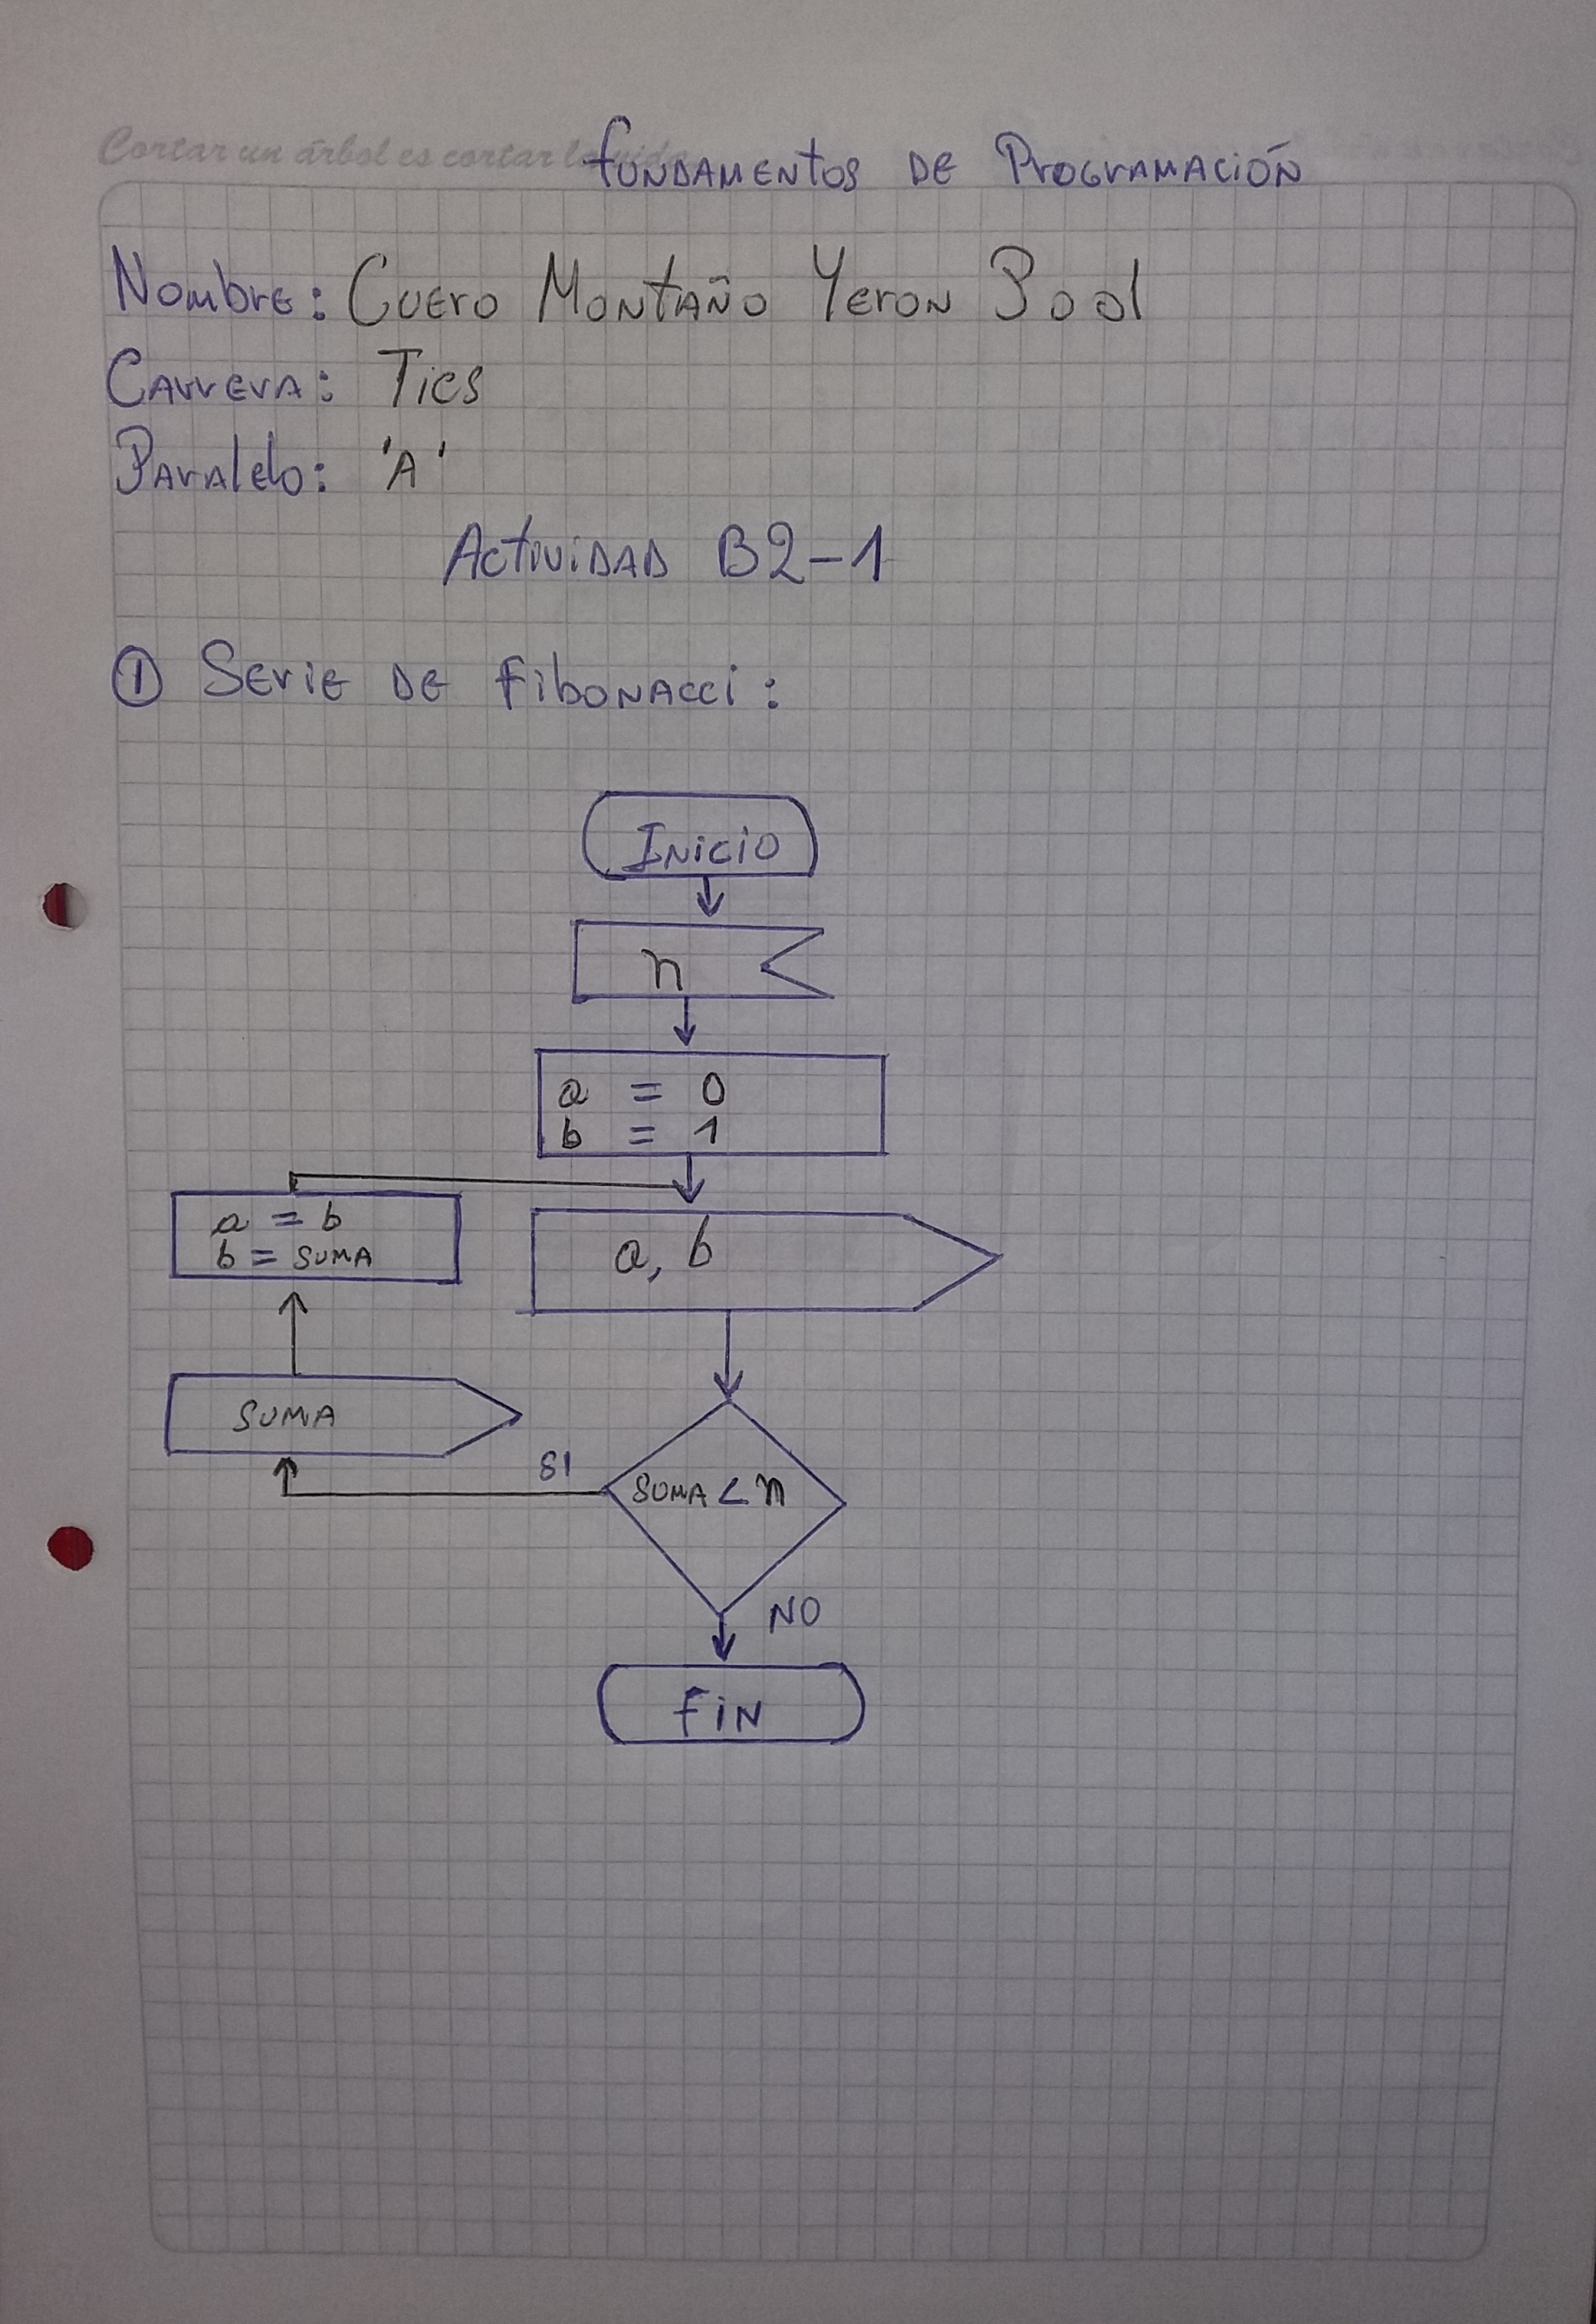 Cortar un árbol es cortar la vida
Fundamentos de Programación
Nombre: Cuero Montaño Yeron Pool
Carrera: Tics
Paralelo: 'A'
Actividad B2-1
① Serie de Fibonacci:
Inicio
n
a = 0
b = 1
a = b
b = suma
a, b
suma
SI
suma < n
NO
Fin